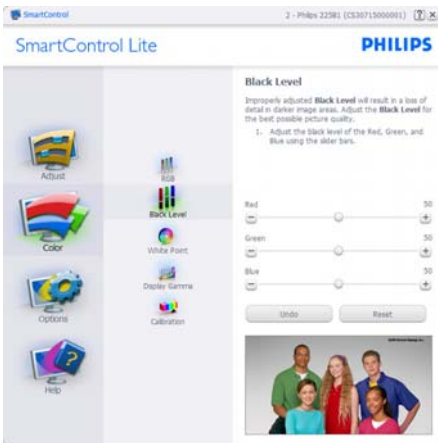 SmartControl
2 - Philips 225B1 (CS30715000001)
SmartControl Lite
PHILIPS
Adjust
Color
Options
Help
RGB
Black Level
White Point
Display Gamma
Calibration
Black Level
Improperly adjusted Black Level will result in a loss of
detail in darker image areas. Adjust the Black Level for
the best possible picture quality.
1. Adjust the black level of the Red, Green, and
Blue using the slider bars.
Red 50
Green 50
Blue 50
Undo Reset